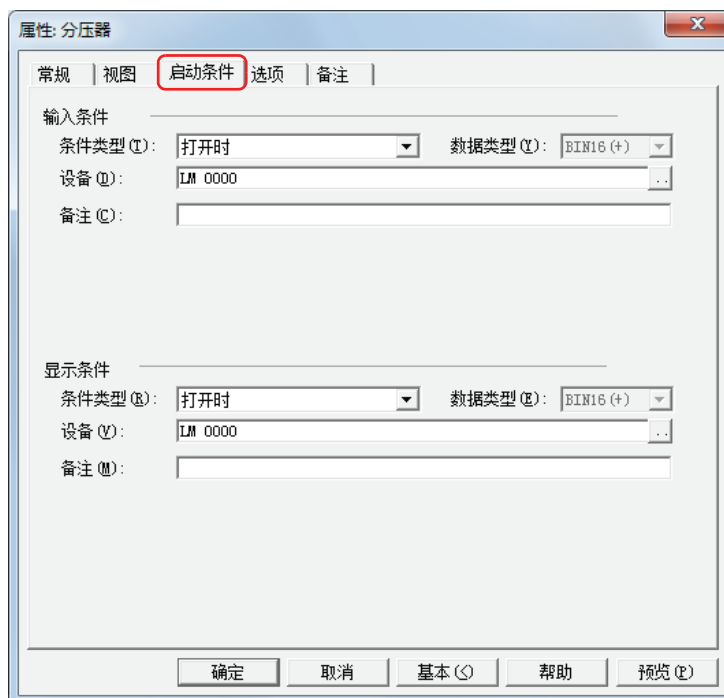 属性: 分压器
常规 视图 启动条件 选项 备注
输入条件
条件类型(T): 打开时 数据类型(Y): BIN16(+)
设备(D): LM 0000 ..
备注(C):
显示条件
条件类型(R): 打开时 数据类型(E): BIN16(+)
设备(V): LM 0000 ..
备注(M):
确定 取消 基本(<) 帮助 预览(P)